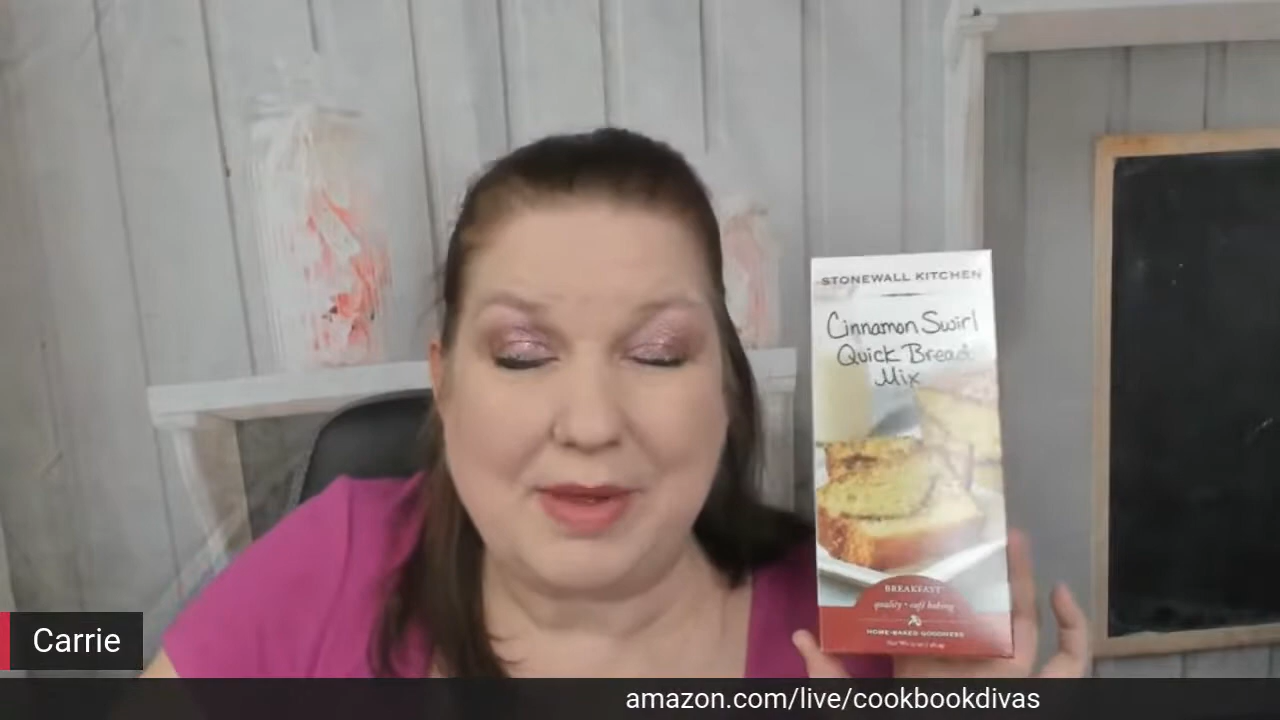 STONEWALL KITCHEN
Cinnamon Swirl
Quick Bread
Mix
BREAKFAST
quality • café baking
HOME-BAKED GOODNESS
Carrie
amazon.com/live/cookbookdivas